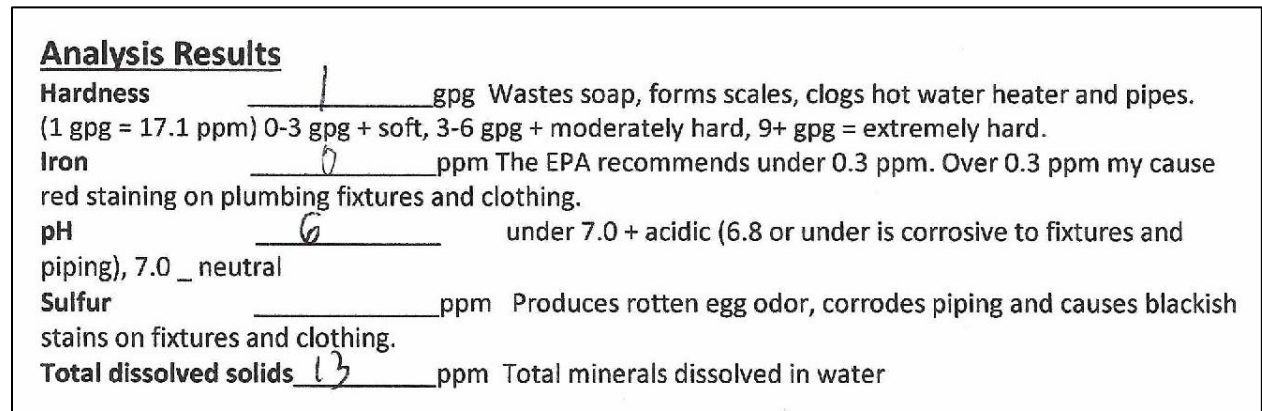 Analysis Results
Hardness 1 gpg Wastes soap, forms scales, clogs hot water heater and pipes.
(1 gpg = 17.1 ppm) 0-3 gpg + soft, 3-6 gpg + moderately hard, 9+ gpg = extremely hard.
Iron 0 ppm The EPA recommends under 0.3 ppm. Over 0.3 ppm my cause
red staining on plumbing fixtures and clothing.
pH 6 under 7.0 + acidic (6.8 or under is corrosive to fixtures and
piping), 7.0 _ neutral
Sulfur ____________ppm Produces rotten egg odor, corrodes piping and causes blackish
stains on fixtures and clothing.
Total dissolved solids 13 ppm Total minerals dissolved in water